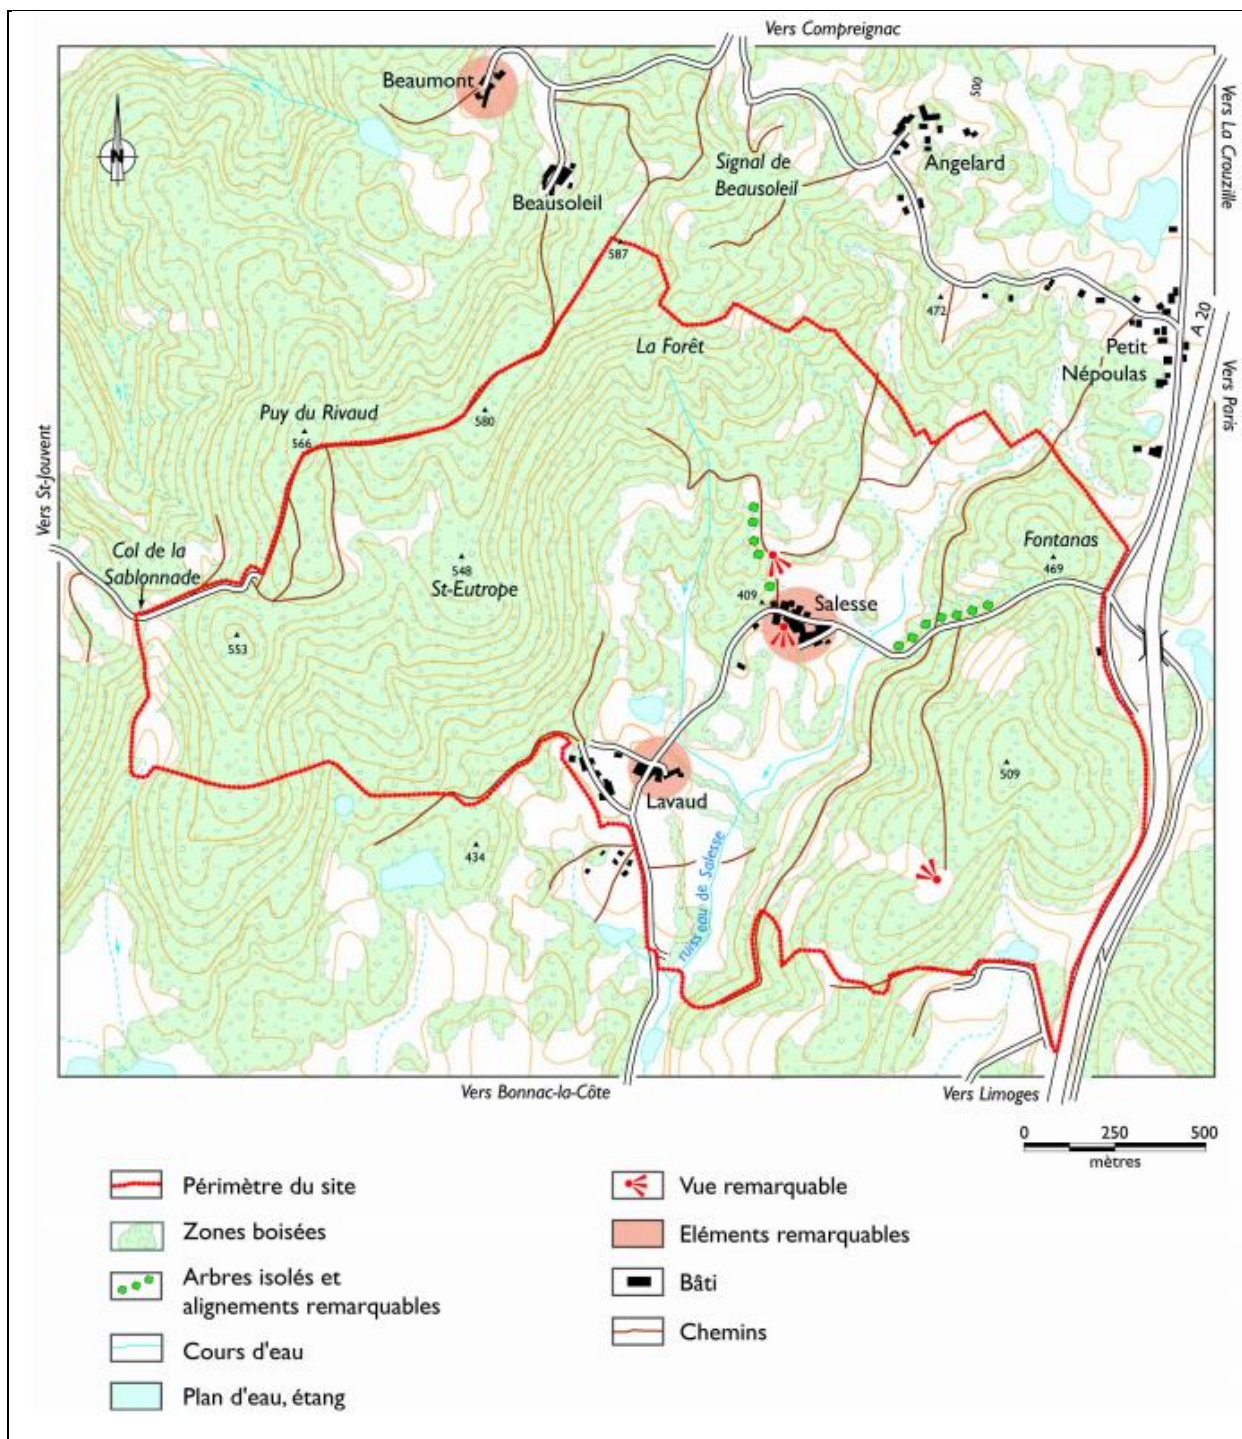 Vers Compreignac
Beaumont
500
Vers La Crouzille
N
Signal de
Beausoleil
Angelard
Beausoleil
587
472
A 20
La Forêt
Petit
Népoulas
Vers Paris
Puy du Rivaud
566
580
Vers St-Jouvent
Col de la
Sablonnade
548
St-Eutrope
Fontanas
469
409
Salesse
553
509
Lavaud
434
ruisseau de Salesse
Vers Bonnac-la-Côte
Vers Limoges
0 250 500
mètres
Périmètre du site
Zones boisées
Arbres isolés et
alignements remarquables
Cours d'eau
Plan d'eau, étang
Vue remarquable
Eléments remarquables
Bâti
Chemins